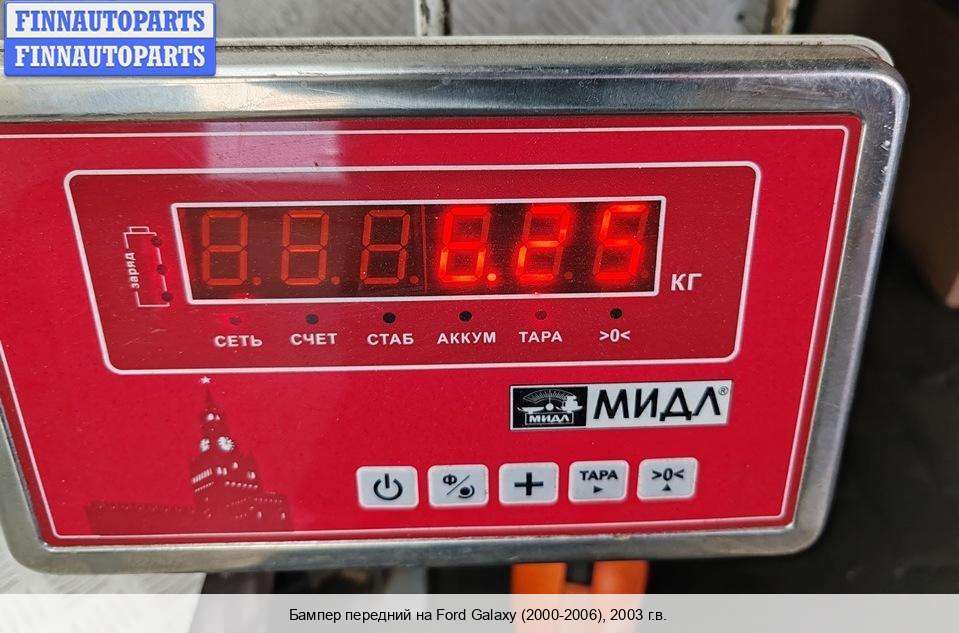 FINNAUTOPARTS
FINNAUTOPARTS
заряд
6.25
КГ
СЕТЬ СЧЕТ СТАБ АККУМ ТАРА >0<
МИДЛ МИДЛ®
Ф/ + ТАРА >0<
Бампер передний на Ford Galaxy (2000-2006), 2003 г.в.